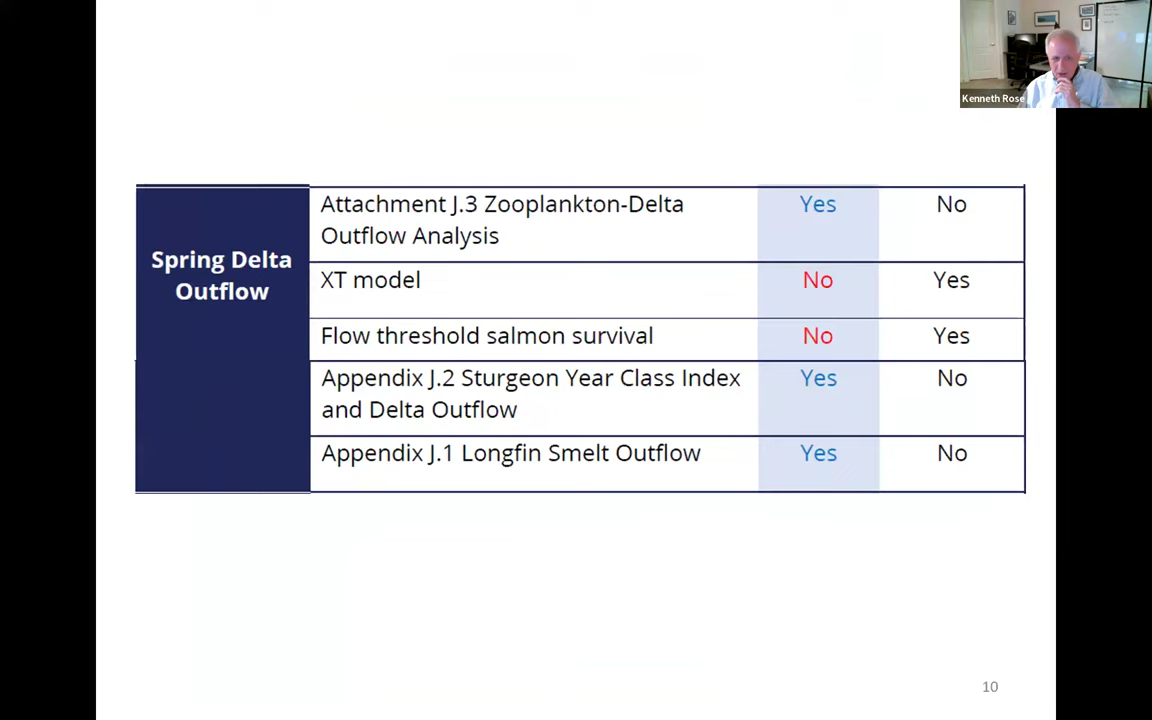 Kenneth Rose
Spring Delta
Outflow
Attachment J.3 Zooplankton-Delta
Outflow Analysis
Yes
No
XT model
No
Yes
Flow threshold salmon survival
No
Yes
Appendix J.2 Sturgeon Year Class Index
and Delta Outflow
Yes
No
Appendix J.1 Longfin Smelt Outflow
Yes
No
10